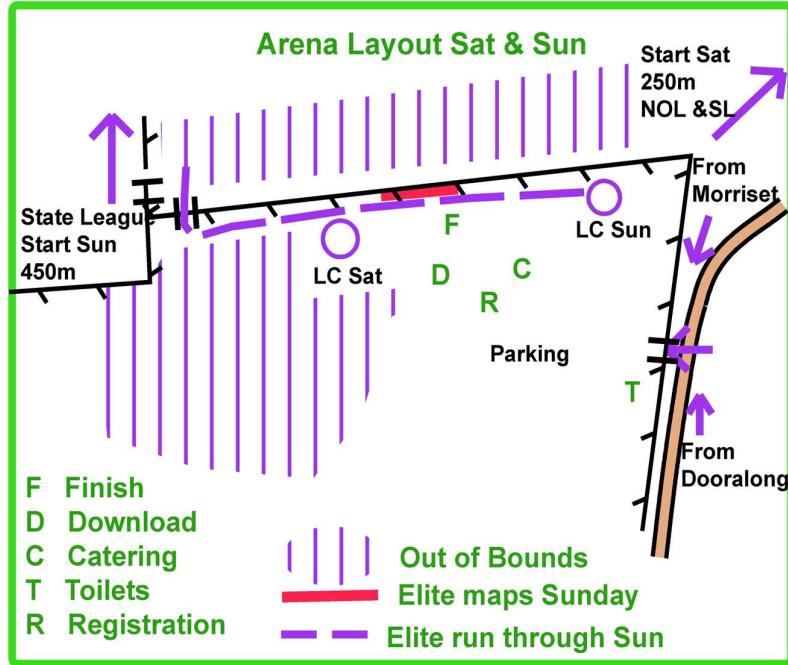 Arena Layout Sat & Sun
Start Sat
250m
NOL &SL
From
Morriset
State League
Start Sun
450m
LC Sun
F
LC Sat
D
C
R
Parking
T
From
Dooralong
F Finish
D Download
C Catering
T Toilets
R Registration
Out of Bounds
Elite maps Sunday
Elite run through Sun